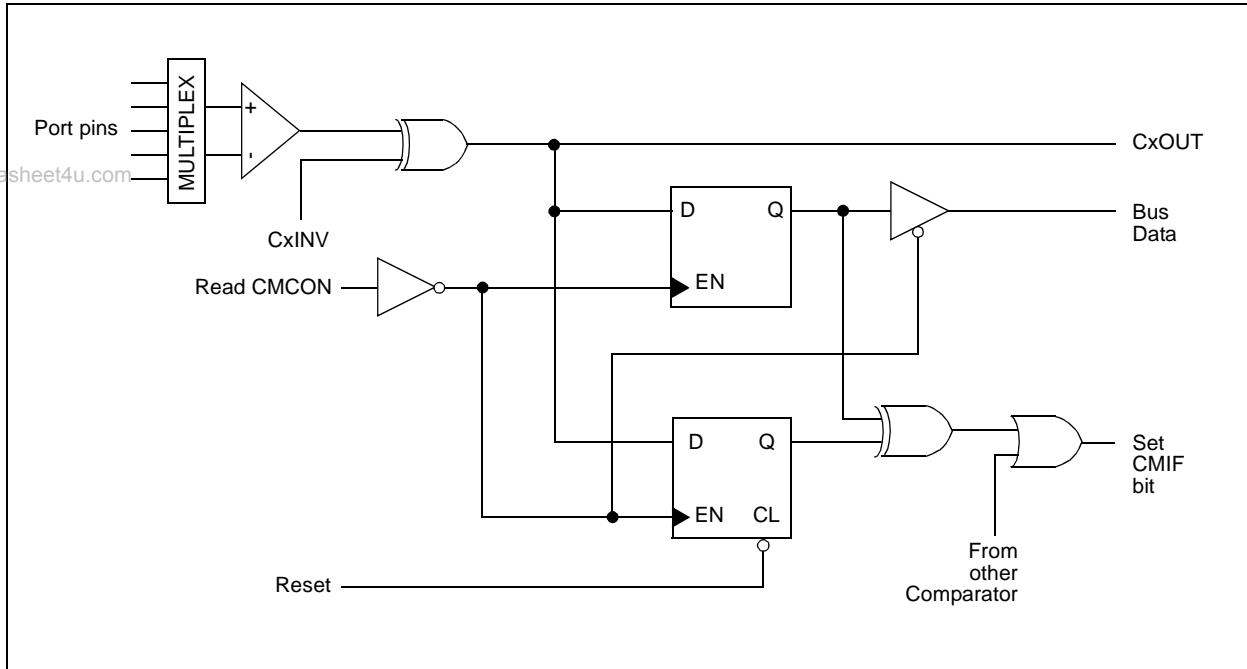 MULTIPLEX
+
-
Port pins
asheet4u.com
CxINV
CxOUT
D
Q
EN
Bus
Data
Read CMCON
D
Q
EN
CL
Set
CMIF
bit
From
other
Comparator
Reset